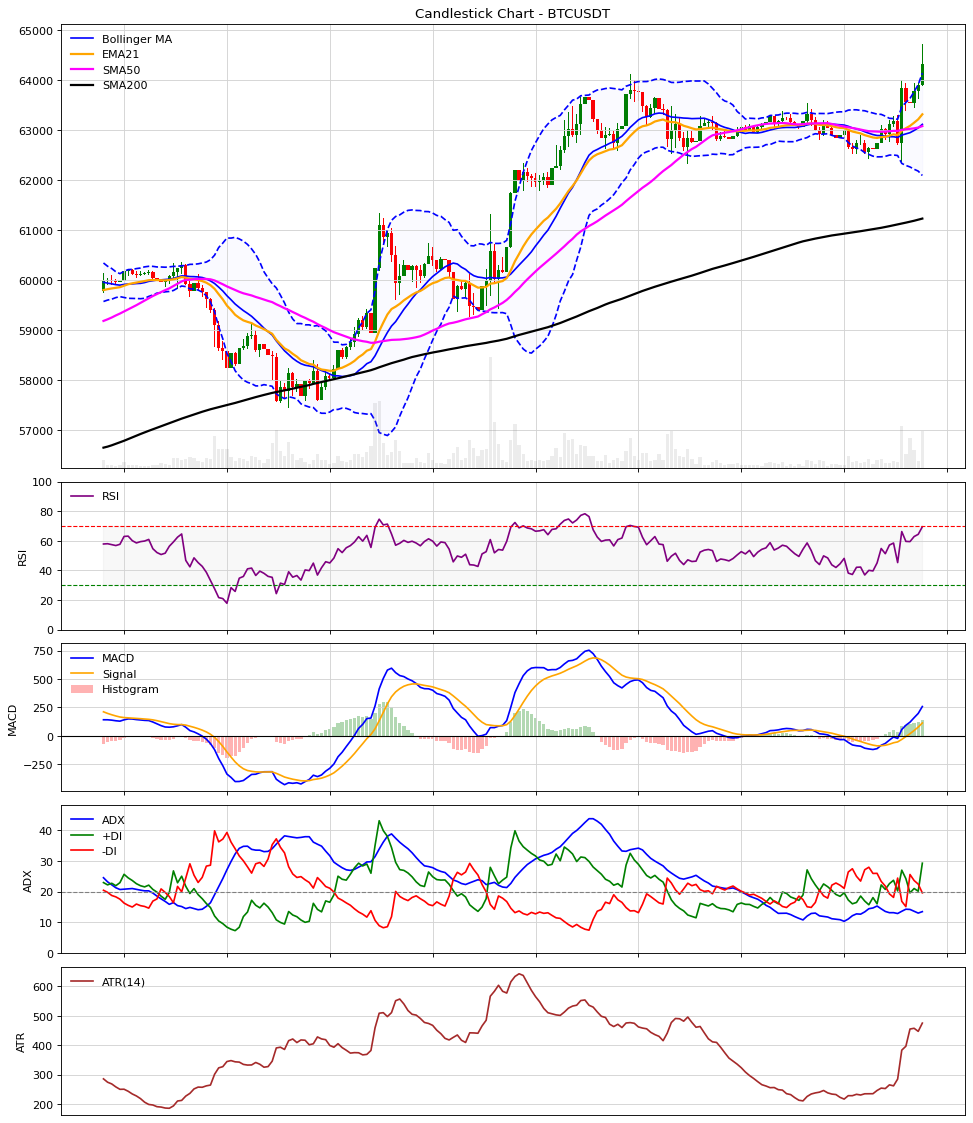 Candlestick Chart - BTCUSDT
65000
64000
63000
62000
61000
60000
59000
58000
57000
Bollinger MA
EMA21
SMA50
SMA200
RSI
100
80
60
40
20
0
RSI
MACD
750
500
250
0
−250
MACD
Signal
Histogram
ADX
40
30
20
10
0
ADX
+DI
-DI
ATR
600
500
400
300
200
ATR(14)